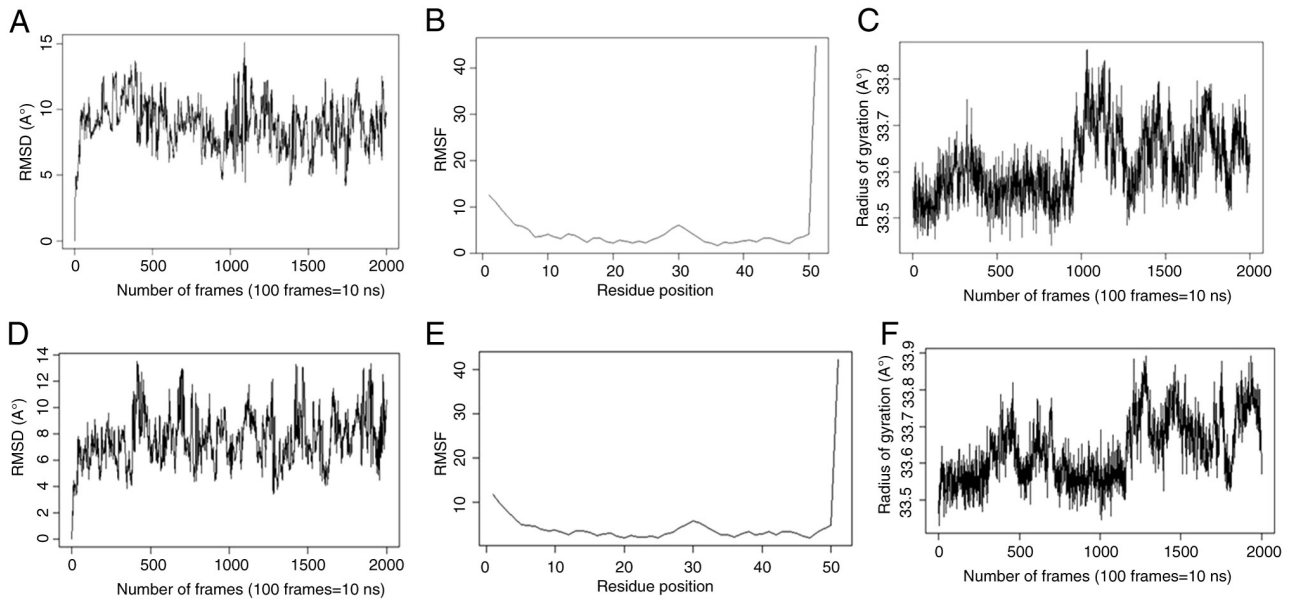 A
15
10
5
0
RMSD (A°)
0 500 1000 1500 2000
Number of frames (100 frames=10 ns)
B
40
30
20
10
0
RMSF
0 10 20 30 40 50
Residue position
C
33.8
33.7
33.6
33.5
Radius of gyration (A°)
0 500 1000 1500 2000
Number of frames (100 frames=10 ns)
D
14
12
10
8
6
4
2
0
RMSD (A°)
0 500 1000 1500 2000
Number of frames (100 frames=10 ns)
E
40
30
20
10
RMSF
0 10 20 30 40 50
Residue position
F
33.9
33.8
33.7
33.6
33.5
Radius of gyration (A°)
0 500 1000 1500 2000
Number of frames (100 frames=10 ns)